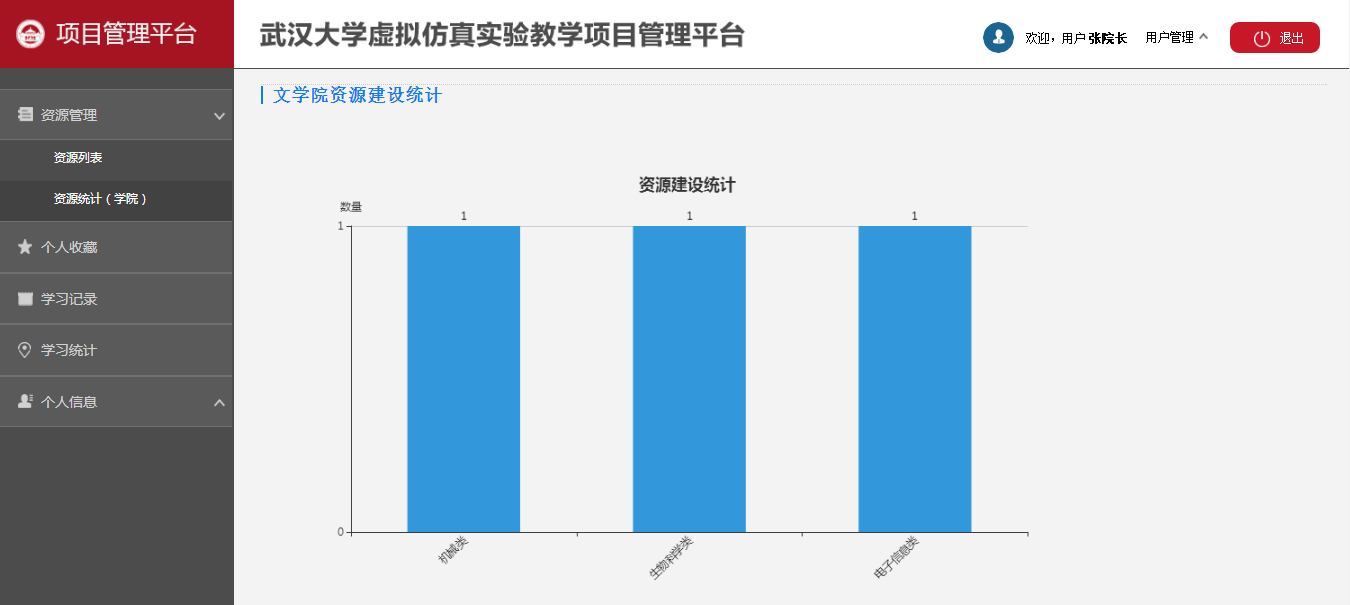 项目管理平台
武汉大学虚拟仿真实验教学项目管理平台
欢迎，用户 张院长 用户管理 退出
资源管理
资源列表
资源统计（学院）
个人收藏
学习记录
学习统计
个人信息
文学院资源建设统计
资源建设统计
数量
1 1 1
1
0
机械类 生物科学类 电子信息类